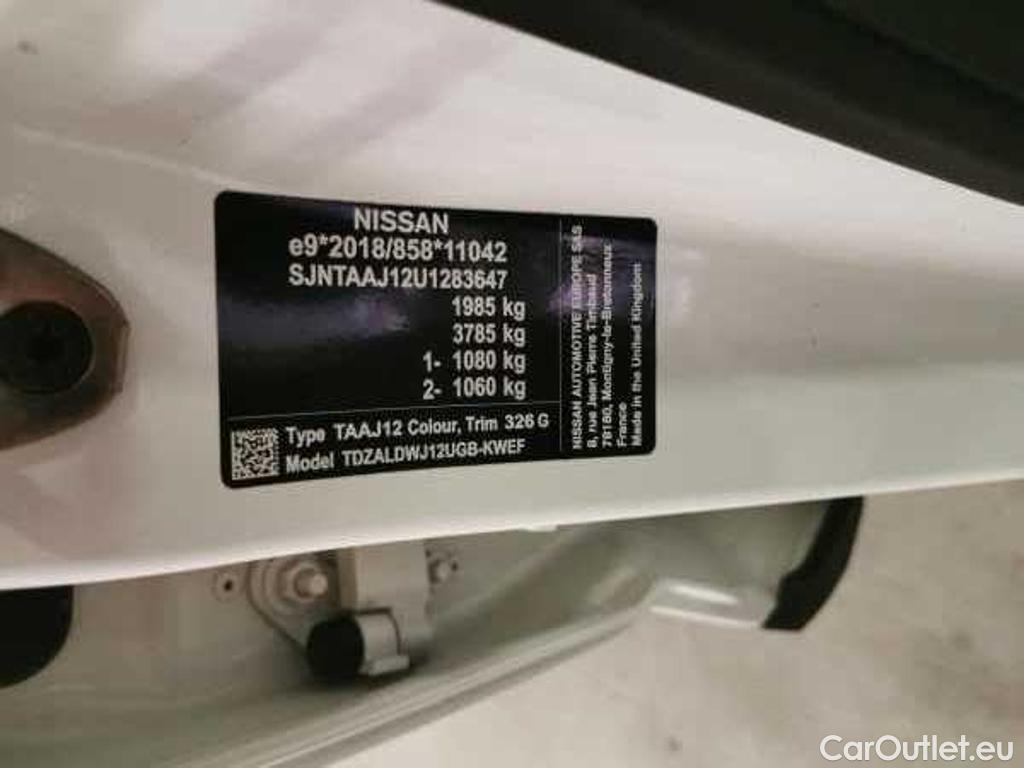 NISSAN
e9*2018/858*11042
SJNTAAJ12U1283647
1985 kg
3785 kg
1- 1080 kg
2- 1060 kg
Type TAAJ12 Colour, Trim 326 G
Model TDZALDWJ12UGB-KWEF
NISSAN AUTOMOTIVE EUROPE SAS
8, rue Jean Pierre Timbaud
78180, Montigny-le-Bretonneux
France
Made in the United Kingdom
CarOutlet.eu